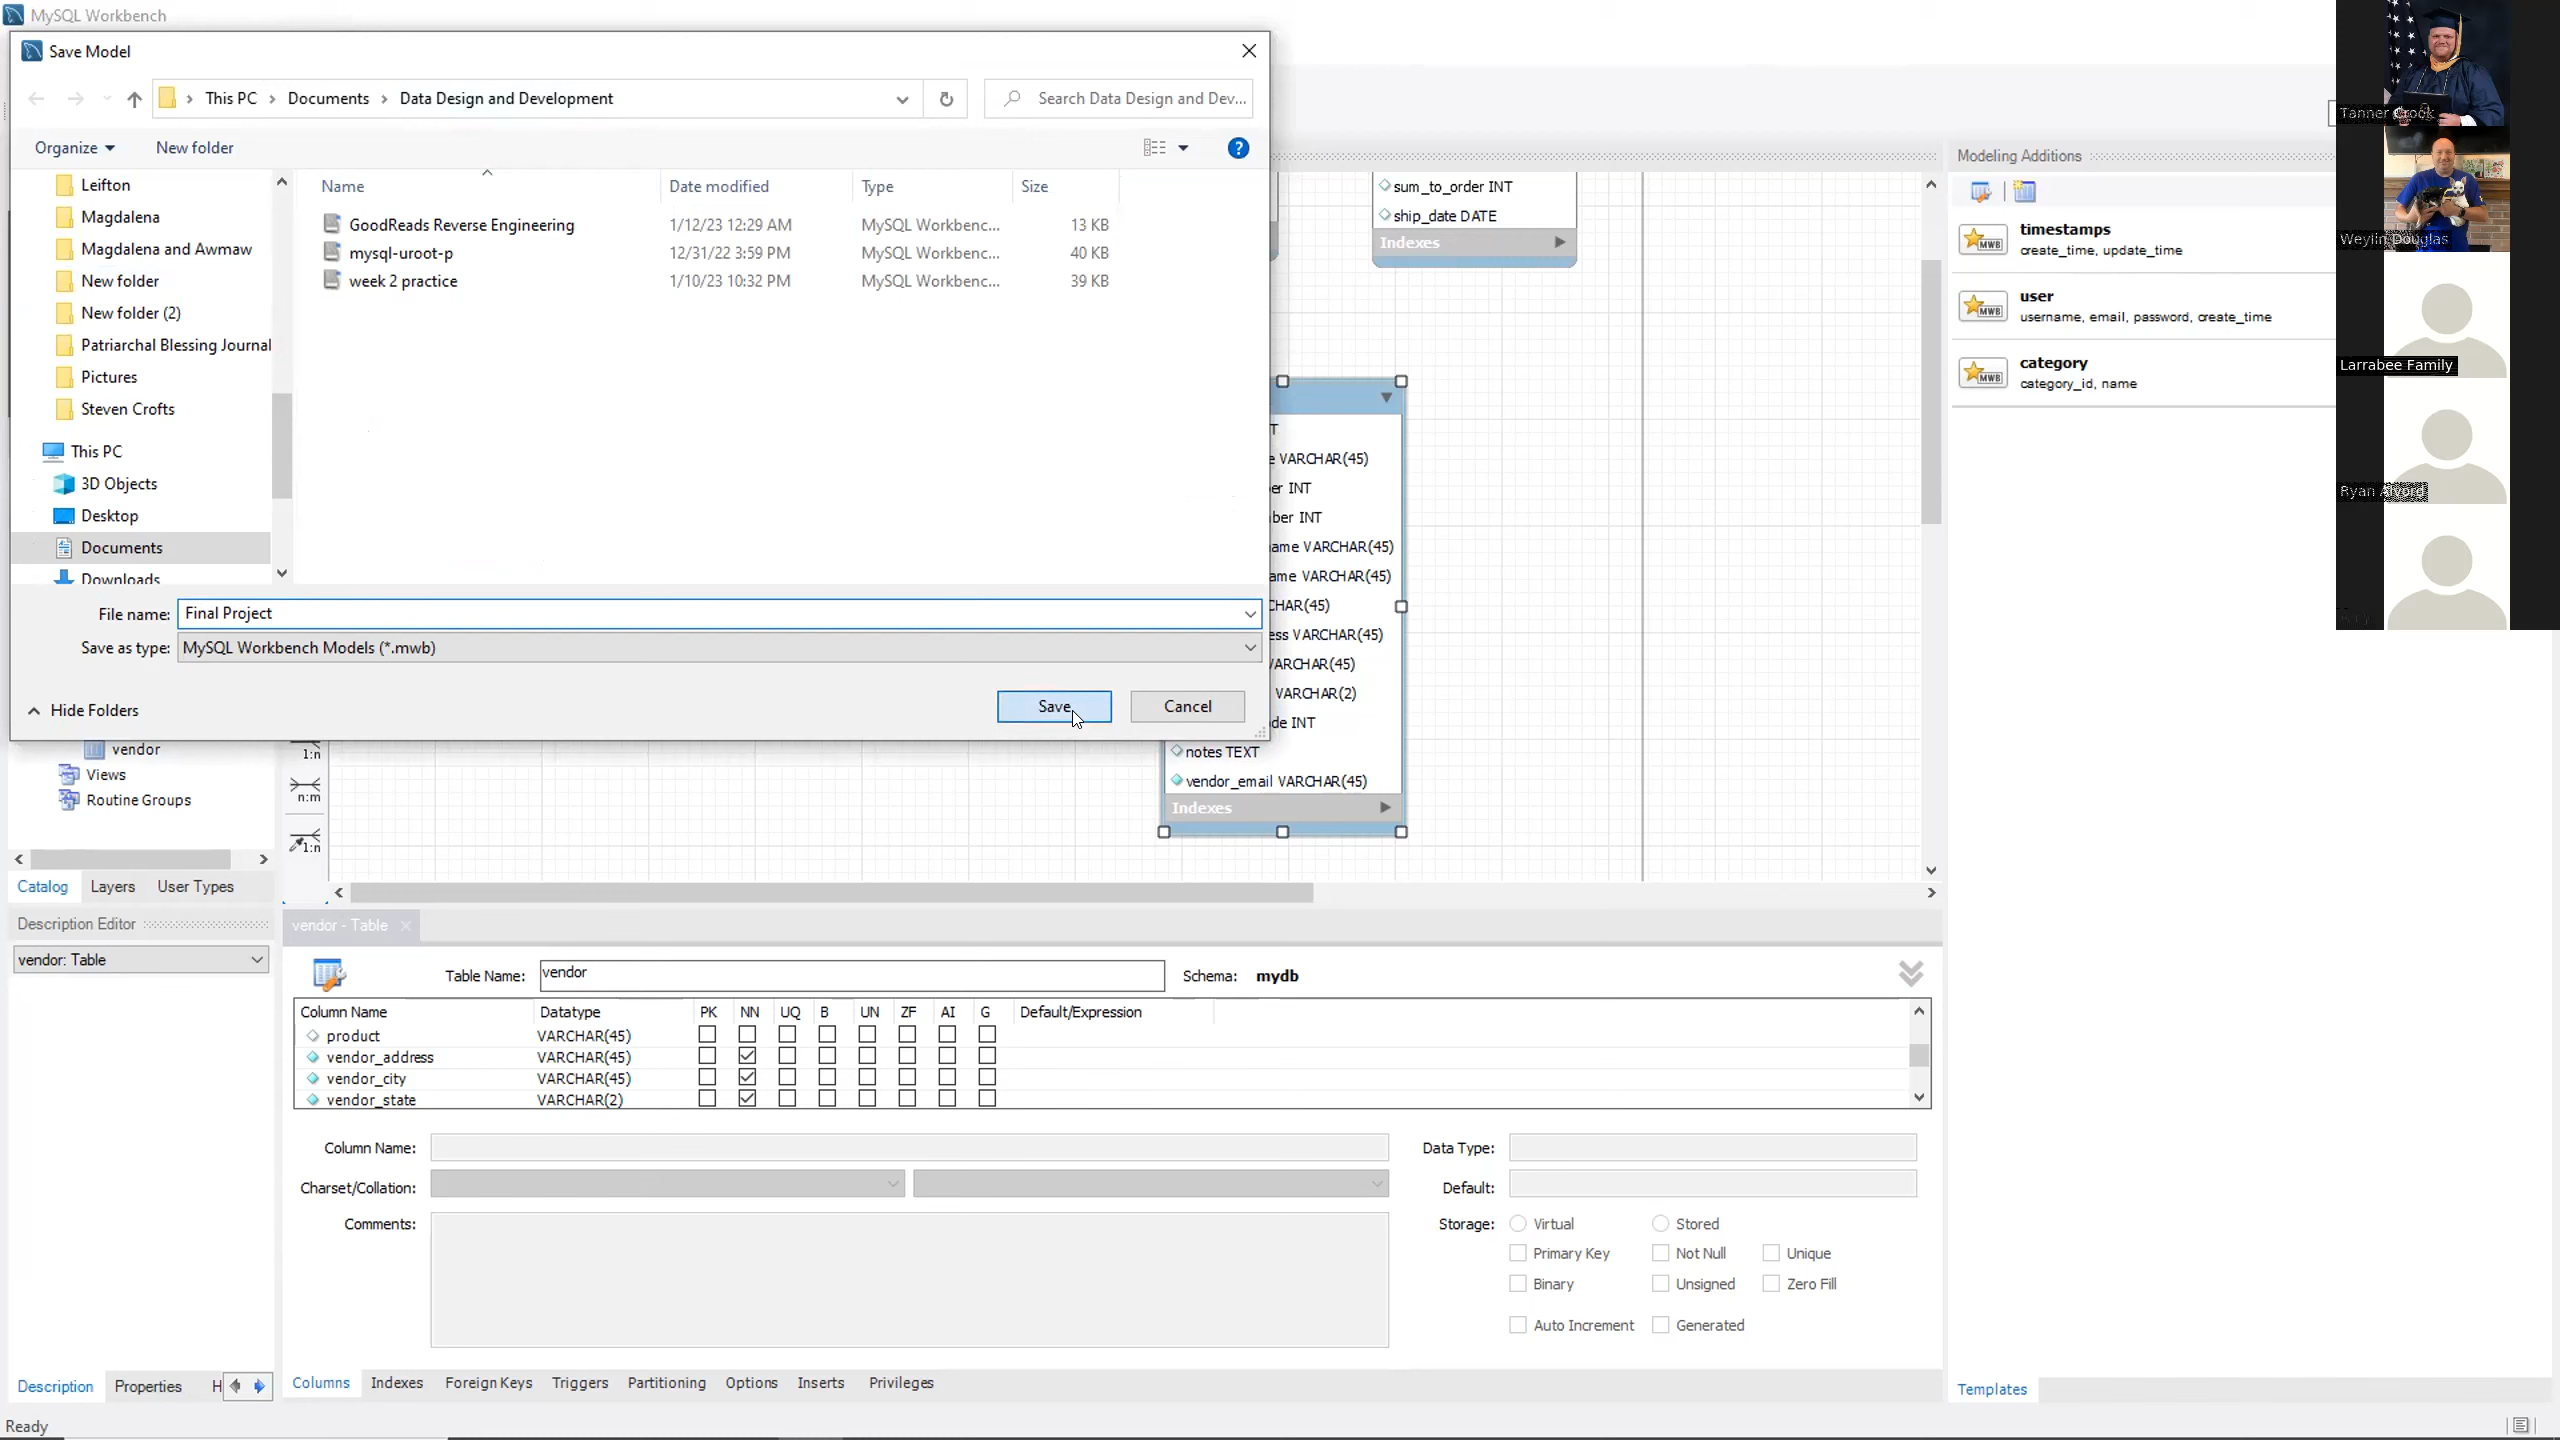 MySQL Workbench
Save Model
This PC
Documents
Data Design and Development
Search Data Design and Dev...
Organize
New folder
Name
Date modified
Type
Size
Leifton
Magdalena
Magdalena and Awmaw
New folder
New folder (2)
Patriarchal Blessing Journal
Pictures
Steven Crofts
This PC
3D Objects
Desktop
Documents
Downloads
GoodReads Reverse Engineering 1/12/23 12:29 AM MySQL Workbenc... 13 KB
mysql-uroot-p 12/31/22 3:59 PM MySQL Workbenc... 40 KB
week 2 practice 1/10/23 10:32 PM MySQL Workbenc... 39 KB
File name: Final Project
Save as type: MySQL Workbench Models (*.mwb)
Hide Folders
Save
Cancel
sum_to_order INT
ship_date DATE
Indexes
T
e VARCHAR(45)
er INT
ber INT
ame VARCHAR(45)
ame VARCHAR(45)
CHAR(45)
ess VARCHAR(45)
VARCHAR(45)
VARCHAR(2)
de INT
notes TEXT
vendor_email VARCHAR(45)
Indexes
Modeling Additions
timestamps
create_time, update_time
user
username, email, password, create_time
category
category_id, name
Tanner Crook
Weylin Douglas
Larrabee Family
Ryan Alvord
vendor
Views
Routine Groups
1:n
n:m
1:n
Catalog
Layers
User Types
Description Editor
vendor: Table
vendor - Table
Table Name: vendor
Schema: mydb
Column Name Datatype PK NN UQ B UN ZF AI G Default/Expression
product VARCHAR(45)
vendor_address VARCHAR(45)
vendor_city VARCHAR(45)
vendor_state VARCHAR(2)
Column Name:
Data Type:
Charset/Collation:
Default:
Comments:
Storage: Virtual Stored
Primary Key Not Null Unique
Binary Unsigned Zero Fill
Auto Increment Generated
Description
Properties
H
Columns
Indexes
Foreign Keys
Triggers
Partitioning
Options
Inserts
Privileges
Templates
Ready